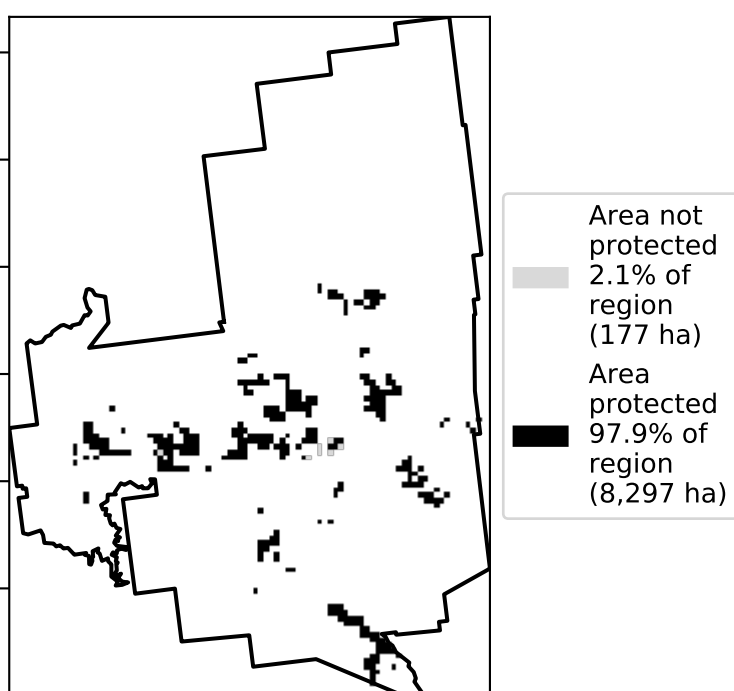 Area not
protected
2.1% of
region
(177 ha)
Area
protected
97.9% of
region
(8,297 ha)